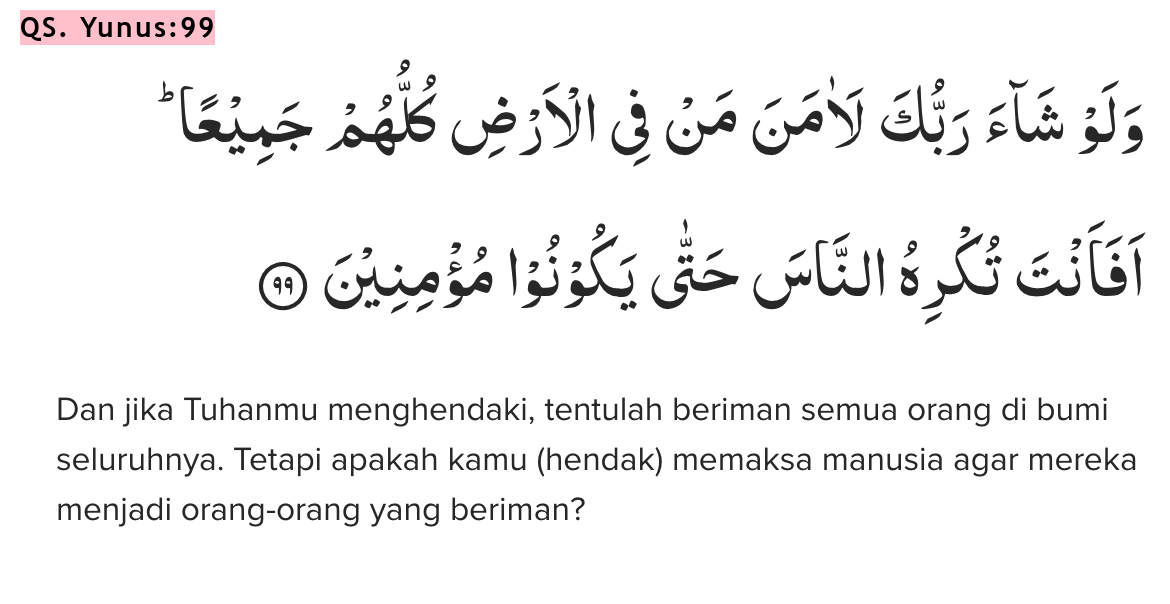 QS. Yunus:99
وَلَوْ شَاۤءَ رَبُّكَ لَاٰمَنَ مَنْ فِى الْاَرْضِ كُلُّهُمْ جَمِيْعًاۗ
اَفَاَنْتَ تُكْرِهُ النَّاسَ حَتّٰى يَكُوْنُوْا مُؤْمِنِيْنَ ۝٩٩
Dan jika Tuhanmu menghendaki, tentulah beriman semua orang di bumi
seluruhnya. Tetapi apakah kamu (hendak) memaksa manusia agar mereka
menjadi orang-orang yang beriman?